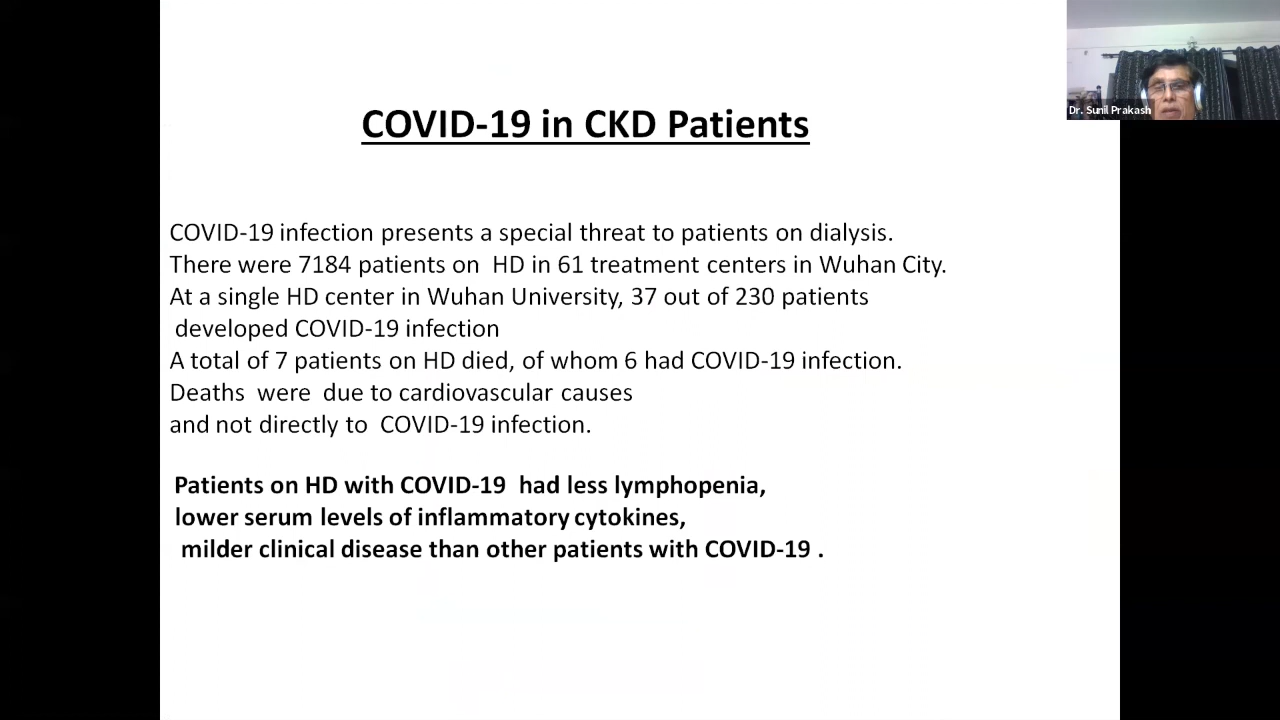 COVID-19 in CKD Patients
Dr. Sunil Prakash
COVID-19 infection presents a special threat to patients on dialysis.
There were 7184 patients on HD in 61 treatment centers in Wuhan City.
At a single HD center in Wuhan University, 37 out of 230 patients
developed COVID-19 infection
A total of 7 patients on HD died, of whom 6 had COVID-19 infection.
Deaths were due to cardiovascular causes
and not directly to COVID-19 infection.
Patients on HD with COVID-19 had less lymphopenia,
lower serum levels of inflammatory cytokines,
milder clinical disease than other patients with COVID-19 .